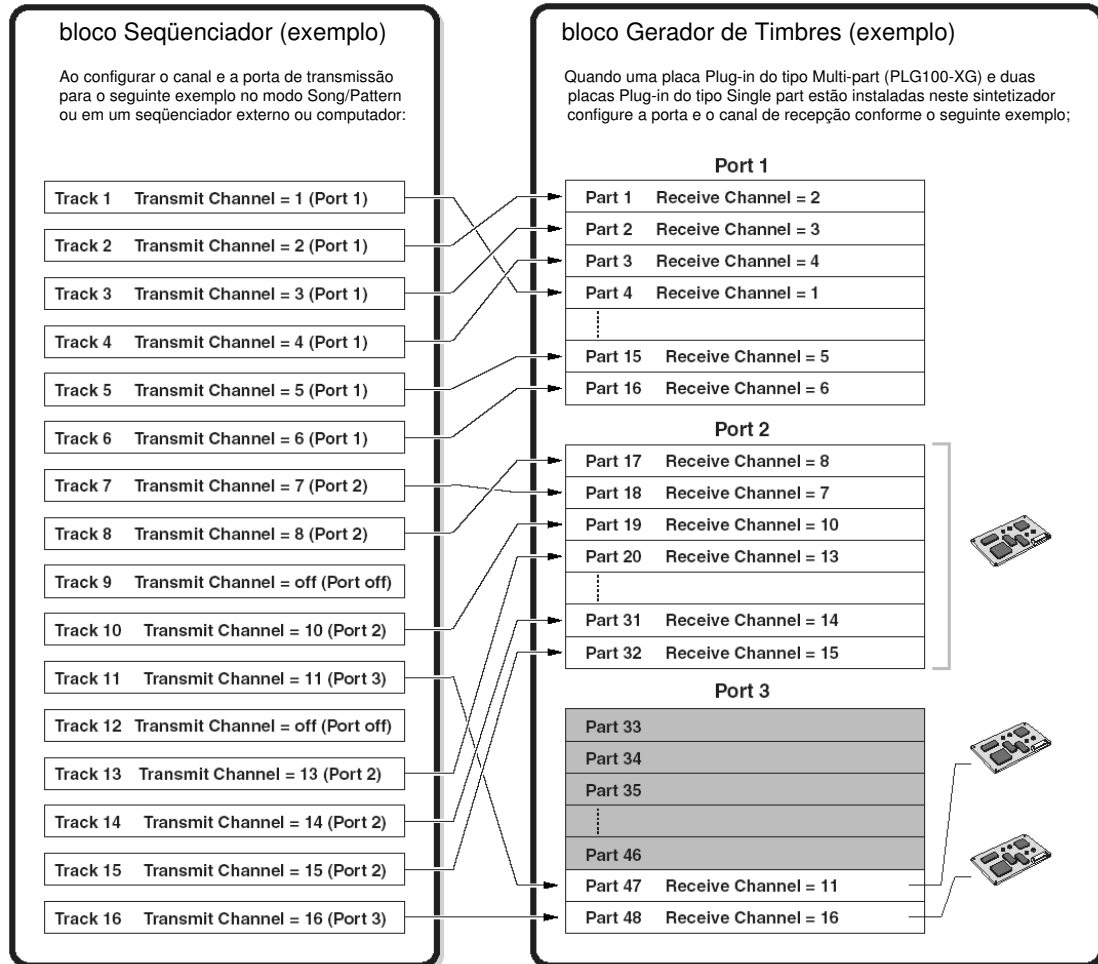 bloco Seqüenciador (exemplo)
Ao configurar o canal e a porta de transmissão
para o seguinte exemplo no modo Song/Pattern
ou em um seqüenciador externo ou computador:
Track 1 Transmit Channel = 1 (Port 1)
Track 2 Transmit Channel = 2 (Port 1)
Track 3 Transmit Channel = 3 (Port 1)
Track 4 Transmit Channel = 4 (Port 1)
Track 5 Transmit Channel = 5 (Port 1)
Track 6 Transmit Channel = 6 (Port 1)
Track 7 Transmit Channel = 7 (Port 2)
Track 8 Transmit Channel = 8 (Port 2)
Track 9 Transmit Channel = off (Port off)
Track 10 Transmit Channel = 10 (Port 2)
Track 11 Transmit Channel = 11 (Port 3)
Track 12 Transmit Channel = off (Port off)
Track 13 Transmit Channel = 13 (Port 2)
Track 14 Transmit Channel = 14 (Port 2)
Track 15 Transmit Channel = 15 (Port 2)
Track 16 Transmit Channel = 16 (Port 3)
bloco Gerador de Timbres (exemplo)
Quando uma placa Plug-in do tipo Multi-part (PLG100-XG) e duas
placas Plug-in do tipo Single part estão instaladas neste sintetizador
configure a porta e o canal de recepção conforme o seguinte exemplo;
Port 1
Part 1 Receive Channel = 2
Part 2 Receive Channel = 3
Part 3 Receive Channel = 4
Part 4 Receive Channel = 1
Part 15 Receive Channel = 5
Part 16 Receive Channel = 6
Port 2
Part 17 Receive Channel = 8
Part 18 Receive Channel = 7
Part 19 Receive Channel = 10
Part 20 Receive Channel = 13
Part 31 Receive Channel = 14
Part 32 Receive Channel = 15
Port 3
Part 33
Part 34
Part 35
Part 46
Part 47 Receive Channel = 11
Part 48 Receive Channel = 16